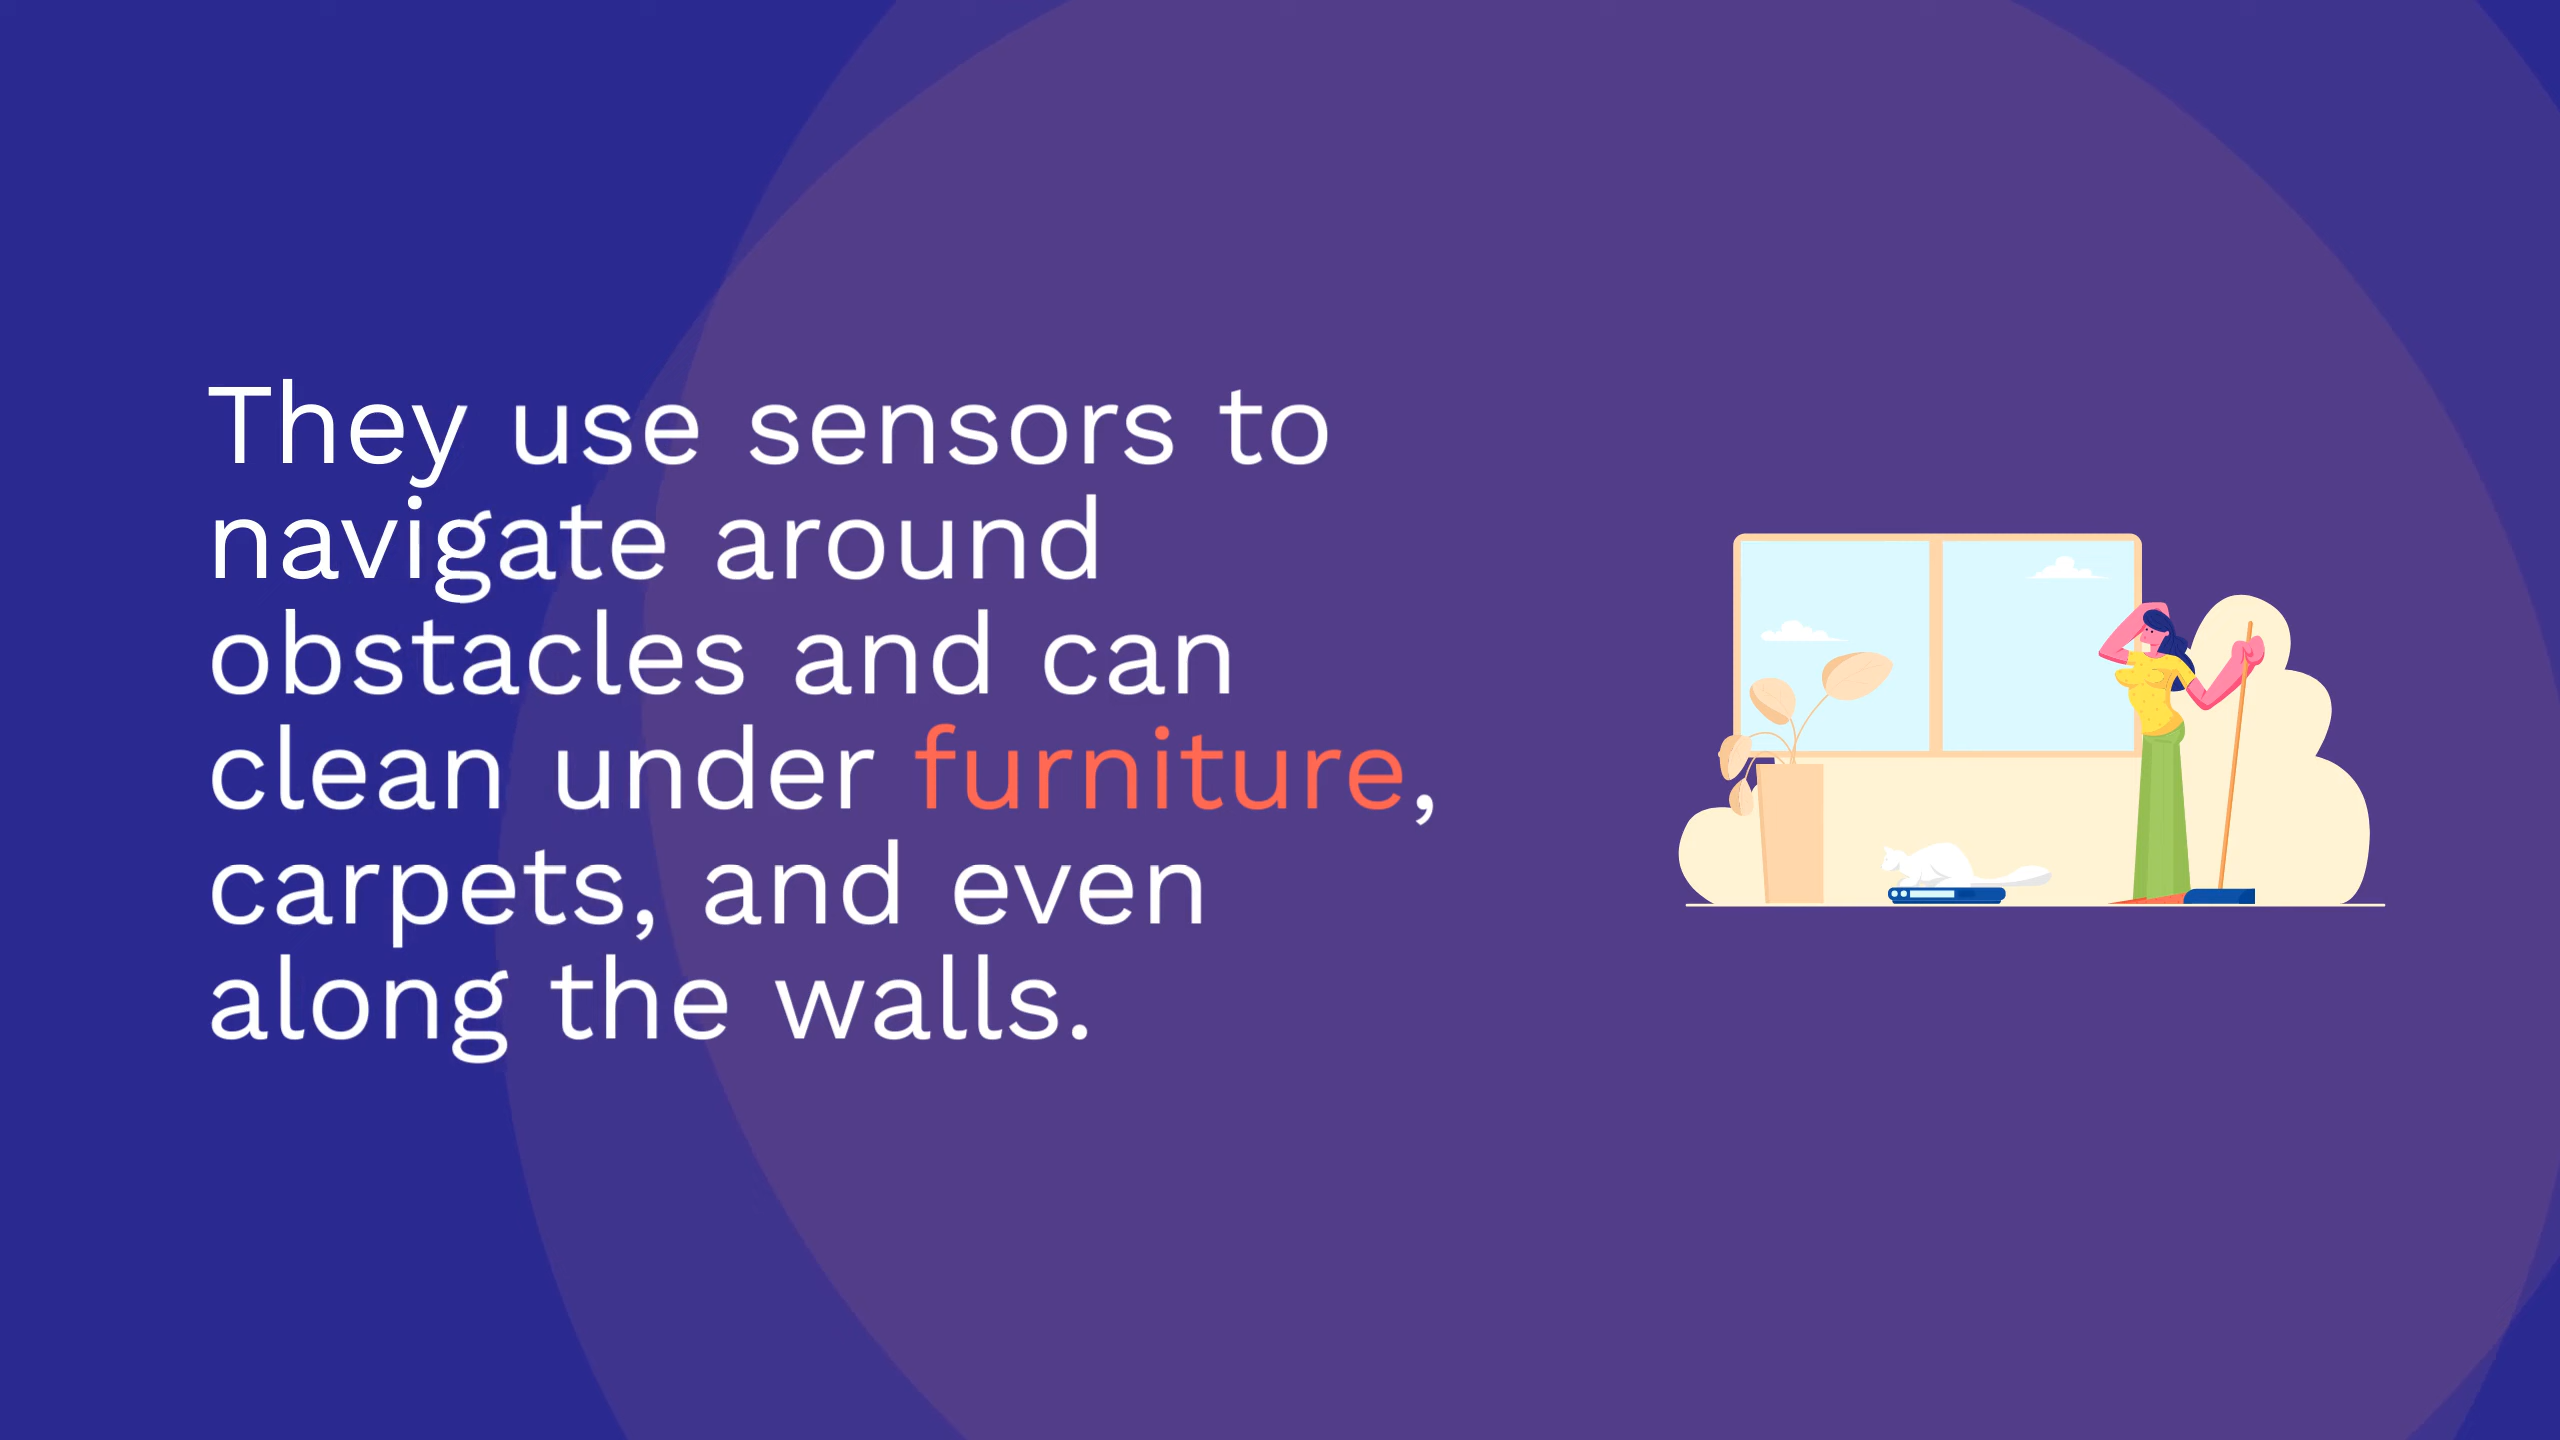 They use sensors to
navigate around
obstacles and can
clean under furniture,
carpets, and even
along the walls.